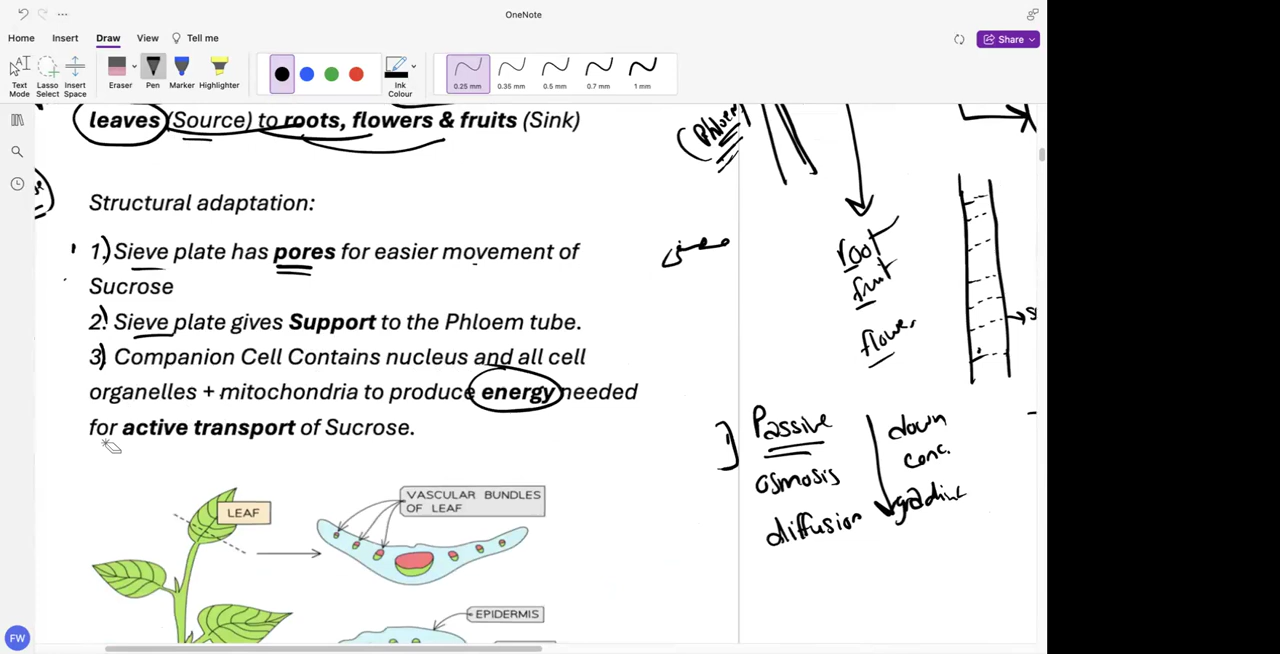 OneNote
Home Insert Draw View Tell me
Share
Text Mode
Lasso Select
Insert Space
Eraser
Pen
Marker
Highlighter
Ink Colour
0.25 mm
0.35 mm
0.5 mm
0.7 mm
1 mm
leaves (Source) to roots, flowers & fruits (Sink)
(Phloem)
Structural adaptation:
1) Sieve plate has pores for easier movement of
Sucrose
2) Sieve plate gives Support to the Phloem tube.
3) Companion Cell Contains nucleus and all cell
organelles + mitochondria to produce energy needed
for active transport of Sucrose.
root
fruit
flower
Passive
osmosis
diffusion
down
conc.
LEAF
VASCULAR BUNDLES
OF LEAF
EPIDERMIS
FW